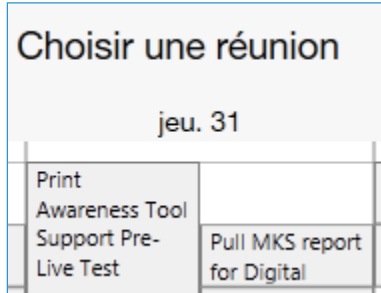 Choisir une réunion
jeu. 31
Print
Awareness Tool
Support Pre-
Live Test
Pull MKS report
for Digital